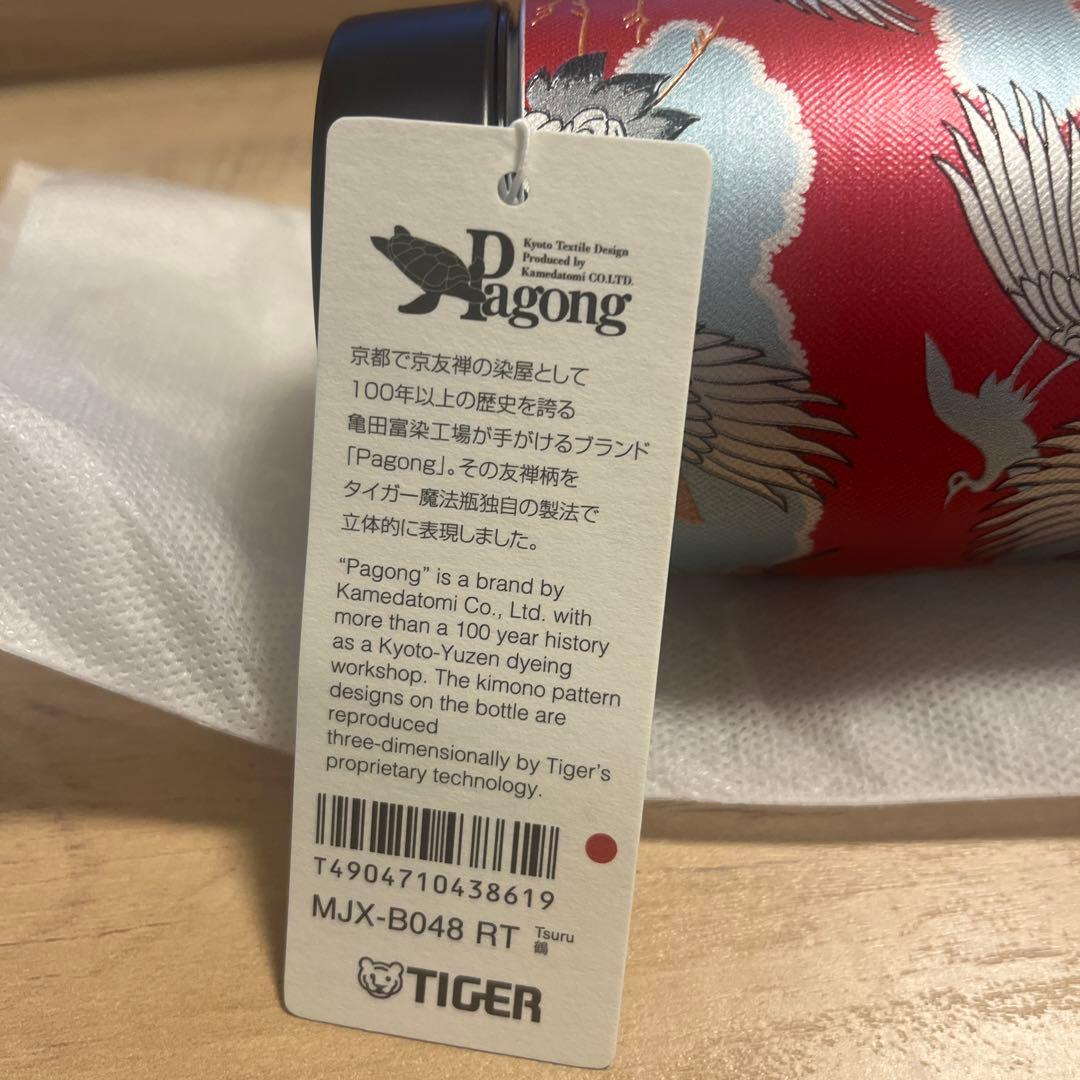 Kyoto Textile Design
Produced by
Kamedatomi CO.LTD.
Pagong
京都で京友禅の染屋として
100年以上の歴史を誇る
亀田富染工場が手がけるブランド
「Pagong」。その友禅柄を
タイガー魔法瓶独自の製法で
立体的に表現しました。
“Pagong” is a brand by
Kamedatomi Co., Ltd. with
more than a 100 year history
as a Kyoto-Yuzen dyeing
workshop. The kimono pattern
designs on the bottle are
reproduced
three-dimensionally by Tiger’s
proprietary technology.
T4904710438619
MJX-B048 RT Tsuru
鶴
TIGER